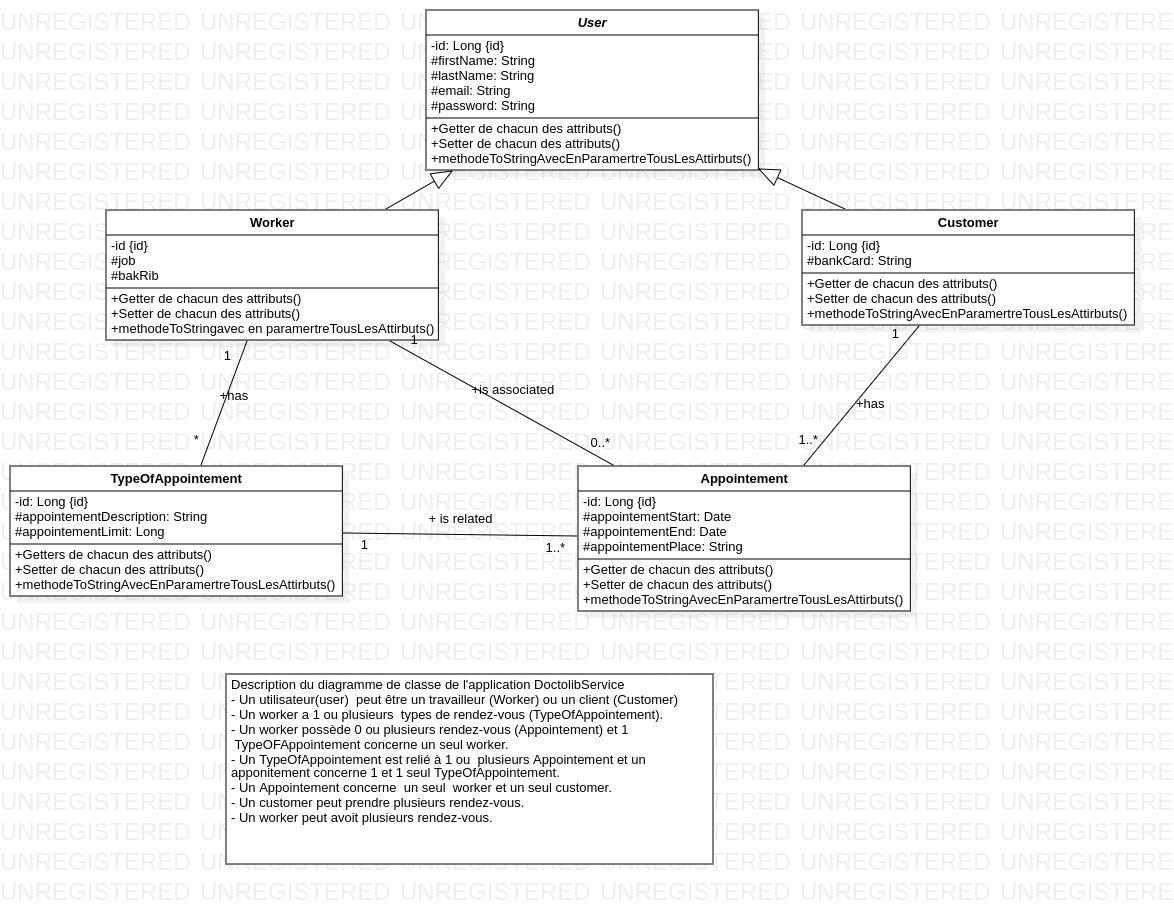 User
-id: Long {id}
#firstName: String
#lastName: String
#email: String
#password: String
+Getter de chacun des attributs()
+Setter de chacun des attributs()
+methodeToStringAvecEnParamertreTousLesAttirbuts()
Worker
-id {id}
#job
#bakRib
+Getter de chacun des attributs()
+Setter de chacun des attributs()
+methodeToStringavec en paramertreTousLesAttirbuts()
Customer
-id: Long {id}
#bankCard: String
+Getter de chacun des attributs()
+Setter de chacun des attributs()
+methodeToStringAvecEnParamertreTousLesAttirbuts()
1
+has
*
1
+is associated
0..*
1
+has
1..*
TypeOfAppointement
-id: Long {id}
#appointementDescription: String
#appointementLimit: Long
+Getters de chacun des attributs()
+Setter de chacun des attributs()
+methodeToStringAvecEnParamertreTousLesAttirbuts()
+ is related
1
1..*
Appointement
-id: Long {id}
#appointementStart: Date
#appointementEnd: Date
#appointementPlace: String
+Getter de chacun des attributs()
+Setter de chacun des attributs()
+methodeToStringAvecEnParamertreTousLesAttirbuts()
Description du diagramme de classe de l'application DoctolibService
- Un utilisateur(user) peut être un travailleur (Worker) ou un client (Customer)
- Un worker a 1 ou plusieurs types de rendez-vous (TypeOfAppointement).
- Un worker possède 0 ou plusieurs rendez-vous (Appointement) et 1
TypeOFAppointement concerne un seul worker.
- Un TypeOfAppointement est relié à 1 ou plusieurs Appointement et un
apponitement concerne 1 et 1 seul TypeOfAppointement.
- Un Appointement concerne un seul worker et un seul customer.
- Un customer peut prendre plusieurs rendez-vous.
- Un worker peut avoit plusieurs rendez-vous.
UNREGISTERED